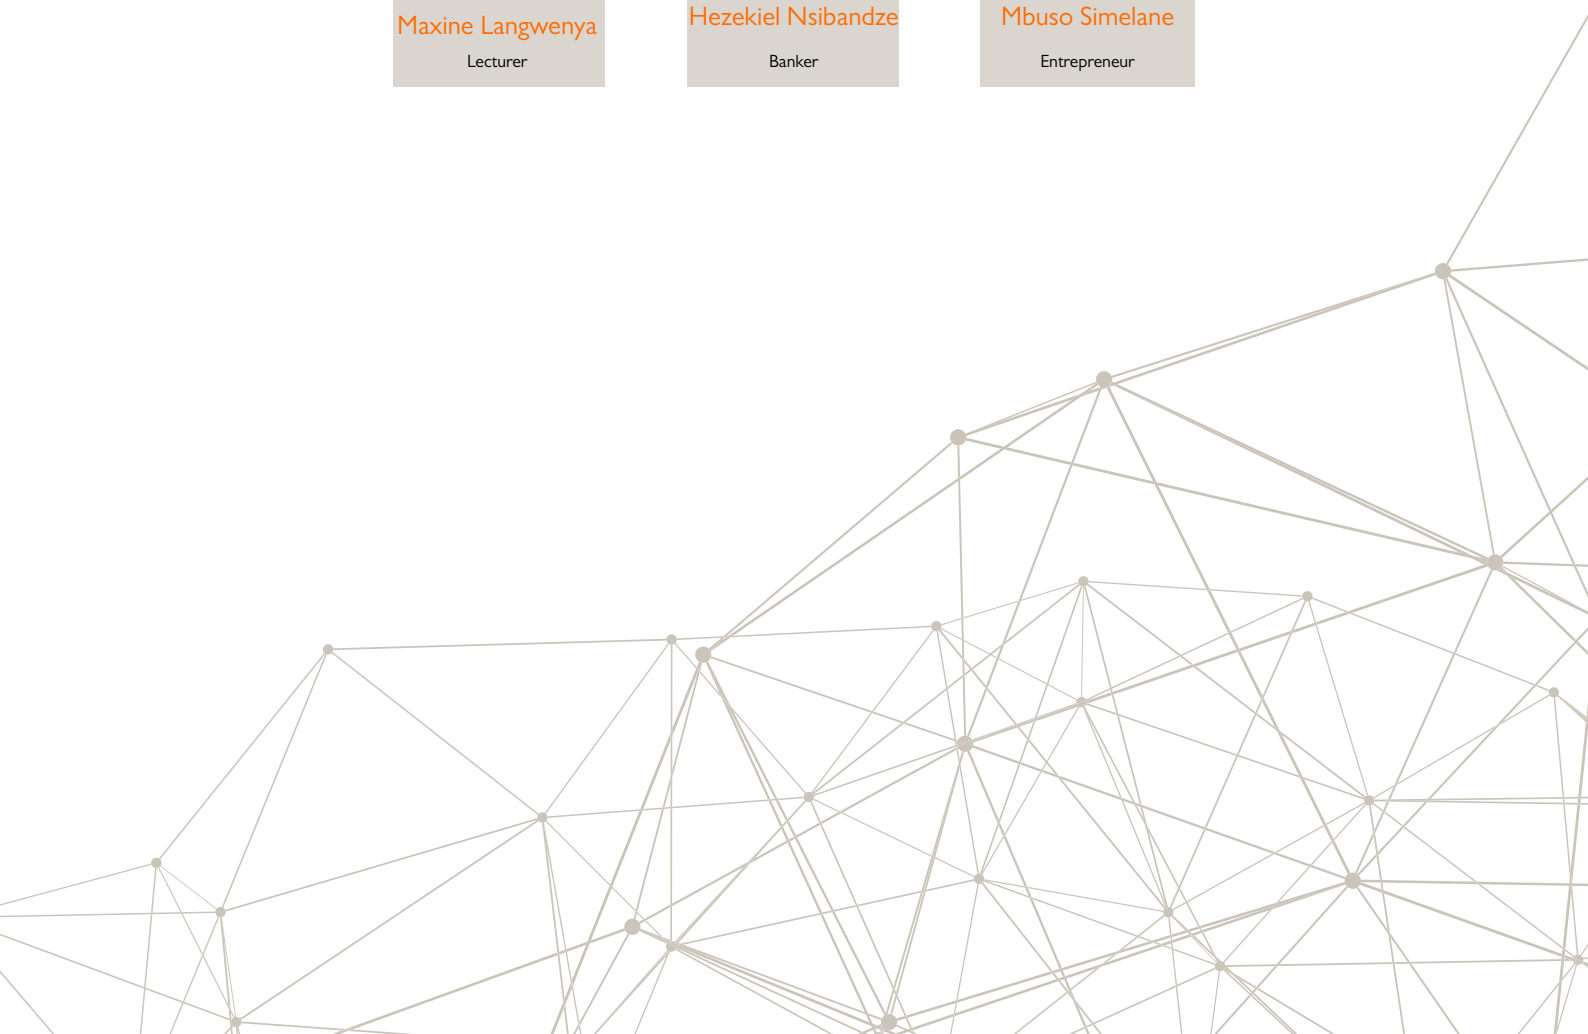 Maxine Langwenya
Lecturer
Hezekiel Nsibandze
Banker
Mbuso Simelane
Entrepreneur